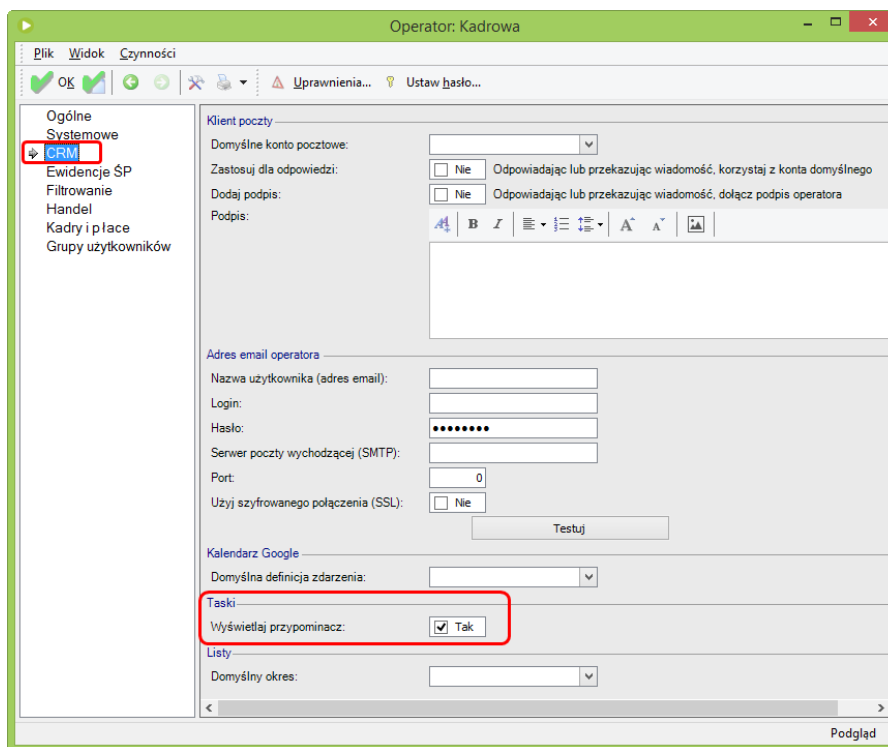 Operator: Kadrowa
Plik Widok Czynności
OK Uprawnienia... Ustaw hasło...
Ogólne
Systemowe
CRM
Ewidencje ŚP
Filtrowanie
Handel
Kadry i płace
Grupy użytkowników
Klient poczty
Domyślne konto pocztowe:
Zastosuj dla odpowiedzi: Nie Odpowiadając lub przekazując wiadomość, korzystaj z konta domyślnego
Dodaj podpis: Nie Odpowiadając lub przekazując wiadomość, dołącz podpis operatora
Podpis:
B I A A
Adres email operatora
Nazwa użytkownika (adres email):
Login:
Hasło: ••••••••
Serwer poczty wychodzącej (SMTP):
Port: 0
Użyj szyfrowanego połączenia (SSL): Nie
Testuj
Kalendarz Google
Domyślna definicja zdarzenia:
Taski
Wyświetlaj przypominacz: Tak
Listy
Domyślny okres:
Podgląd